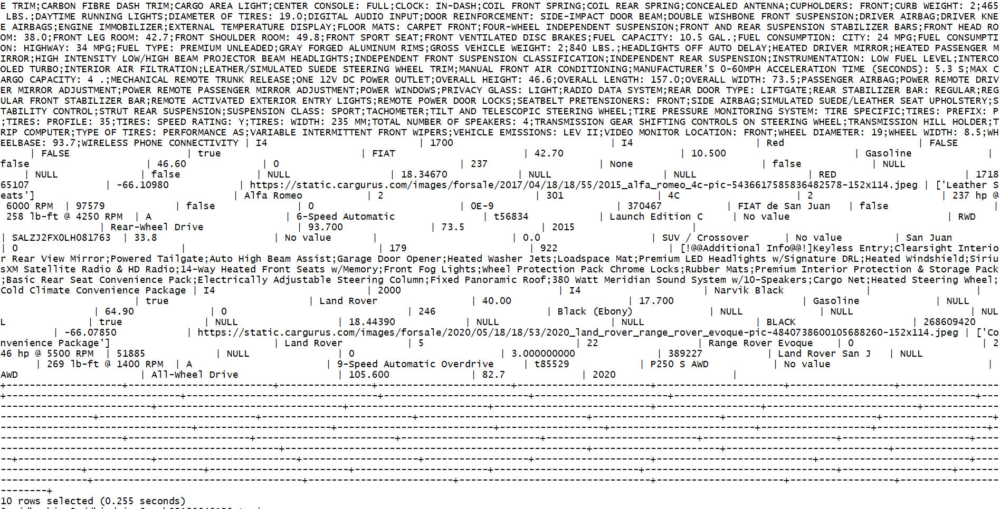 E TRIM;CARBON FIBRE DASH TRIM;CARGO AREA LIGHT;CENTER CONSOLE: FULL;CLOCK: IN-DASH;COIL FRONT SPRING;COIL REAR SPRING;CONCEALED ANTENNA;CUPHOLDERS: FRONT;CURB WEIGHT: 2;465
LBS.;DAYTIME RUNNING LIGHTS;DIAMETER OF TIRES: 19.0;DIGITAL AUDIO INPUT;DOOR REINFORCEMENT: SIDE-IMPACT DOOR BEAM;DOUBLE WISHBONE FRONT SUSPENSION;DRIVER AIRBAG;DRIVER KNE
E AIRBAGS;ENGINE IMMOBILIZER;EXTERNAL TEMPERATURE DISPLAY;FLOOR MATS: CARPET FRONT;FOUR-WHEEL INDEPENDENT SUSPENSION;FRONT AND REAR SUSPENSION STABILIZER BARS;FRONT HEAD RO
OM: 38.0;FRONT LEG ROOM: 42.7;FRONT SHOULDER ROOM: 49.8;FRONT SPORT SEAT;FRONT VENTILATED DISC BRAKES;FUEL CAPACITY: 10.5 GAL.;FUEL CONSUMPTION: CITY: 24 MPG;FUEL CONSUMPTI
ON: HIGHWAY: 34 MPG;FUEL TYPE: PREMIUM UNLEADED;GRAY FORGED ALUMINUM RIMS;GROSS VEHICLE WEIGHT: 2;840 LBS.;HEADLIGHTS OFF AUTO DELAY;HEATED DRIVER MIRROR;HEATED PASSENGER M
IRROR;HIGH INTENSITY LOW/HIGH BEAM PROJECTOR BEAM HEADLIGHTS;INDEPENDENT FRONT SUSPENSION CLASSIFICATION;INDEPENDENT REAR SUSPENSION;INSTRUMENTATION: LOW FUEL LEVEL;INTERCO
OLED TURBO;INTERIOR AIR FILTRATION;LEATHER/SIMULATED SUEDE STEERING WHEEL TRIM;MANUAL FRONT AIR CONDITIONING;MANUFACTURER'S 0-60MPH ACCELERATION TIME (SECONDS): 5.3 S;MAX C
ARGO CAPACITY: 4 .;MECHANICAL REMOTE TRUNK RELEASE;ONE 12V DC POWER OUTLET;OVERALL HEIGHT: 46.6;OVERALL LENGTH: 157.0;OVERALL WIDTH: 73.5;PASSENGER AIRBAG;POWER REMOTE DRIV
ER MIRROR ADJUSTMENT;POWER REMOTE PASSENGER MIRROR ADJUSTMENT;POWER WINDOWS;PRIVACY GLASS: LIGHT;RADIO DATA SYSTEM;REAR DOOR TYPE: LIFTGATE;REAR STABILIZER BAR: REGULAR;REG
ULAR FRONT STABILIZER BAR;REMOTE ACTIVATED EXTERIOR ENTRY LIGHTS;REMOTE POWER DOOR LOCKS;SEATBELT PRETENSIONERS: FRONT;SIDE AIRBAG;SIMULATED SUEDE/LEATHER SEAT UPHOLSTERY;S
TABILITY CONTROL;STRUT REAR SUSPENSION;SUSPENSION CLASS: SPORT;TACHOMETER;TILT AND TELESCOPIC STEERING WHEEL;TIRE PRESSURE MONITORING SYSTEM: TIRE SPECIFIC;TIRES: PREFIX: P
;TIRES: PROFILE: 35;TIRES: SPEED RATING: Y;TIRES: WIDTH: 235 MM;TOTAL NUMBER OF SPEAKERS: 4;TRANSMISSION GEAR SHIFTING CONTROLS ON STEERING WHEEL;TRANSMISSION HILL HOLDER;T
RIP COMPUTER;TYPE OF TIRES: PERFORMANCE AS;VARIABLE INTERMITTENT FRONT WIPERS;VEHICLE EMISSIONS: LEV II;VIDEO MONITOR LOCATION: FRONT;WHEEL DIAMETER: 19;WHEEL WIDTH: 8.5;WH
EELBASE: 93.7;WIRELESS PHONE CONNECTIVITY | I4 | 1700 | I4 | Red | FALSE
| FALSE | true | FIAT | 42.70 | 10.500 | Gasoline |
false | 46.60 | 0 | 237 | None | false | NULL
| NULL | false | NULL | 18.34670 | NULL | NULL | RED | 1718
65107 | -66.10980 | https://static.cargurus.com/images/forsale/2017/04/18/18/55/2015_alfa_romeo_4c-pic-5436617585836482578-152x114.jpeg | ['Leather S
eats'] | Alfa Romeo | 2 | 301 | 4C | 2 | 237 hp @
6000 RPM | 97579 | false | 0 | 0E-9 | 370467 | FIAT de San Juan | false |
258 lb-ft @ 4250 RPM | A | 6-Speed Automatic | t56834 | Launch Edition C | No value | RWD
| Rear-Wheel Drive | 93.700 | 73.5 | 2015 |
| SALZJ2FX0LH081763 | 33.8 | No value | | 0.0 | SUV / Crossover | No value | San Juan
| 0 | | 179 | 922 | [!@@Additional Info@@!]Keyless Entry;Clearsight Interio
r Rear View Mirror;Powered Tailgate;Auto High Beam Assist;Garage Door Opener;Heated Washer Jets;Loadspace Mat;Premium LED Headlights w/Signature DRL;Heated Windshield;Siriu
sXM Satellite Radio & HD Radio;14-Way Heated Front Seats w/Memory;Front Fog Lights;Wheel Protection Pack Chrome Locks;Rubber Mats;Premium Interior Protection & Storage Pack
;Basic Rear Seat Convenience Pack;Electrically Adjustable Steering Column;Fixed Panoramic Roof;380 Watt Meridian Sound System w/10-Speakers;Cargo Net;Heated Steering Wheel;
Cold Climate Convenience Package | I4 | 2000 | I4 | Narvik Black | |
| true | Land Rover | 40.00 | 17.700 | Gasoline | NULL
| 64.90 | 0 | 246 | Black (Ebony) | NULL | NULL | NUL
L | true | NULL | 18.44390 | NULL | NULL | BLACK | 268609420
| -66.07850 | https://static.cargurus.com/images/forsale/2020/05/18/18/53/2020_land_rover_range_rover_evoque-pic-4840738600105688260-152x114.jpeg | ['Co
nvenience Package'] | Land Rover | 5 | 22 | Range Rover Evoque | 0 | 2
46 hp @ 5500 RPM | 51885 | NULL | 0 | 3.000000000 | 389227 | Land Rover San J | NULL
| 269 lb-ft @ 1400 RPM | A | 9-Speed Automatic Overdrive | t85529 | P250 S AWD | No value |
AWD | All-Wheel Drive | 105.600 | 82.7 | 2020 |
10 rows selected (0.255 seconds)